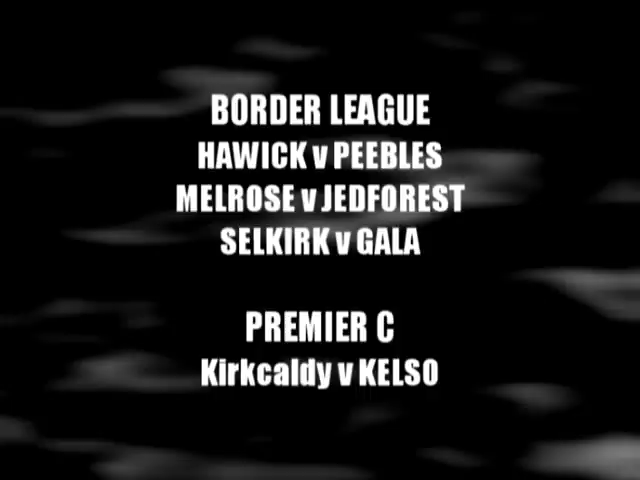 BORDER LEAGUE
HAWICK v PEEBLES
MELROSE v JEDFOREST
SELKIRK v GALA
PREMIER C
Kirkcaldy v KELSO